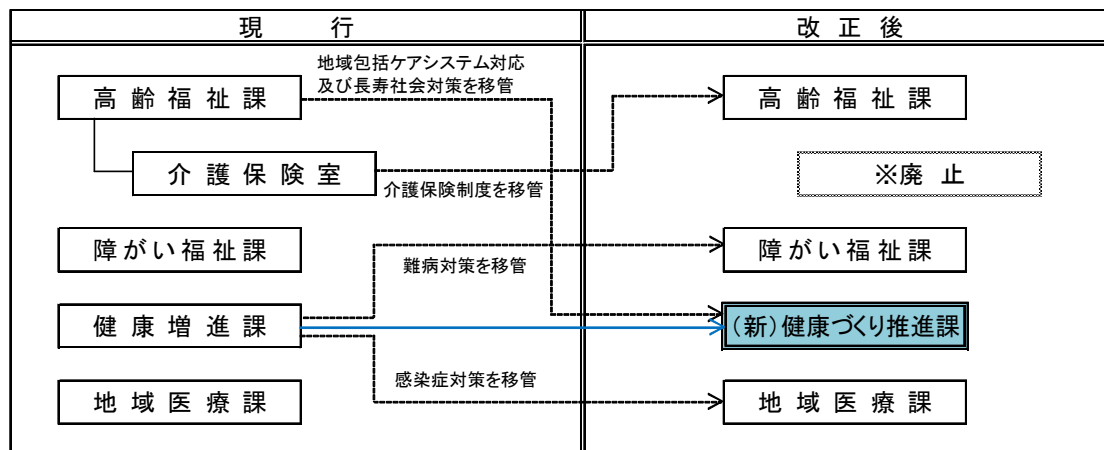 現行
改正後
地域包括ケアシステム対応
及び長寿社会対策を移管
高齢福祉課
高齢福祉課
介護保険室
※廃止
介護保険制度を移管
障がい福祉課
障がい福祉課
難病対策を移管
健康増進課
（新）健康づくり推進課
感染症対策を移管
地域医療課
地域医療課